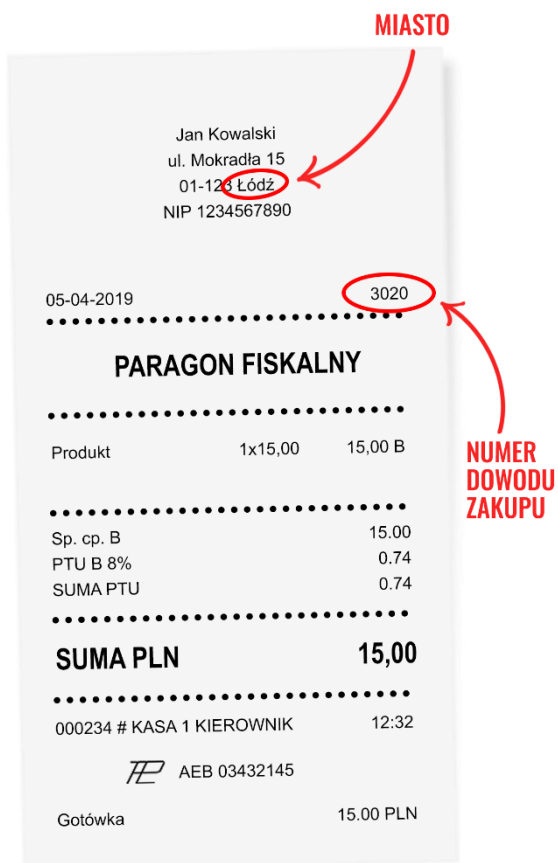 MIASTO
Jan Kowalski
ul. Mokradła 15
01-123 Łódź
NIP 1234567890
05-04-2019 3020
PARAGON FISKALNY
Produkt 1x15,00 15,00 B
Sp. cp. B 15.00
PTU B 8% 0.74
SUMA PTU 0.74
SUMA PLN 15,00
000234 # KASA 1 KIEROWNIK 12:32
AEB 03432145
Gotówka 15.00 PLN
NUMER
DOWODU
ZAKUPU